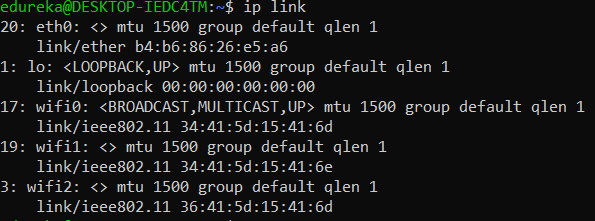 edureka@DESKTOP-IEDC4TM:~$ ip link
20: eth0: <> mtu 1500 group default qlen 1
link/ether b4:b6:86:26:e5:a6
1: lo: <LOOPBACK,UP> mtu 1500 group default qlen 1
link/loopback 00:00:00:00:00:00
17: wifi0: <BROADCAST,MULTICAST,UP> mtu 1500 group default qlen 1
link/ieee802.11 34:41:5d:15:41:6d
19: wifi1: <> mtu 1500 group default qlen 1
link/ieee802.11 34:41:5d:15:41:6e
3: wifi2: <> mtu 1500 group default qlen 1
link/ieee802.11 36:41:5d:15:41:6d